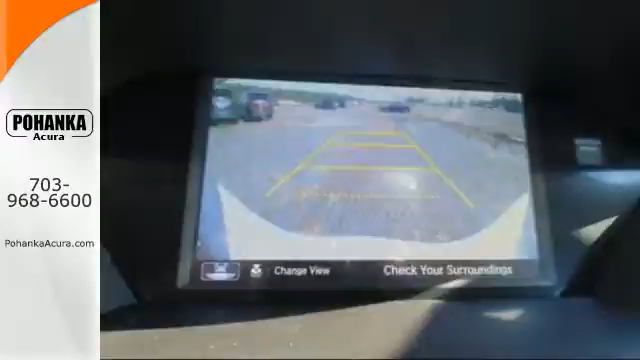 POHANKA
Acura
703-
968-6600
PohankaAcura.com
Change View
Check Your Surroundings